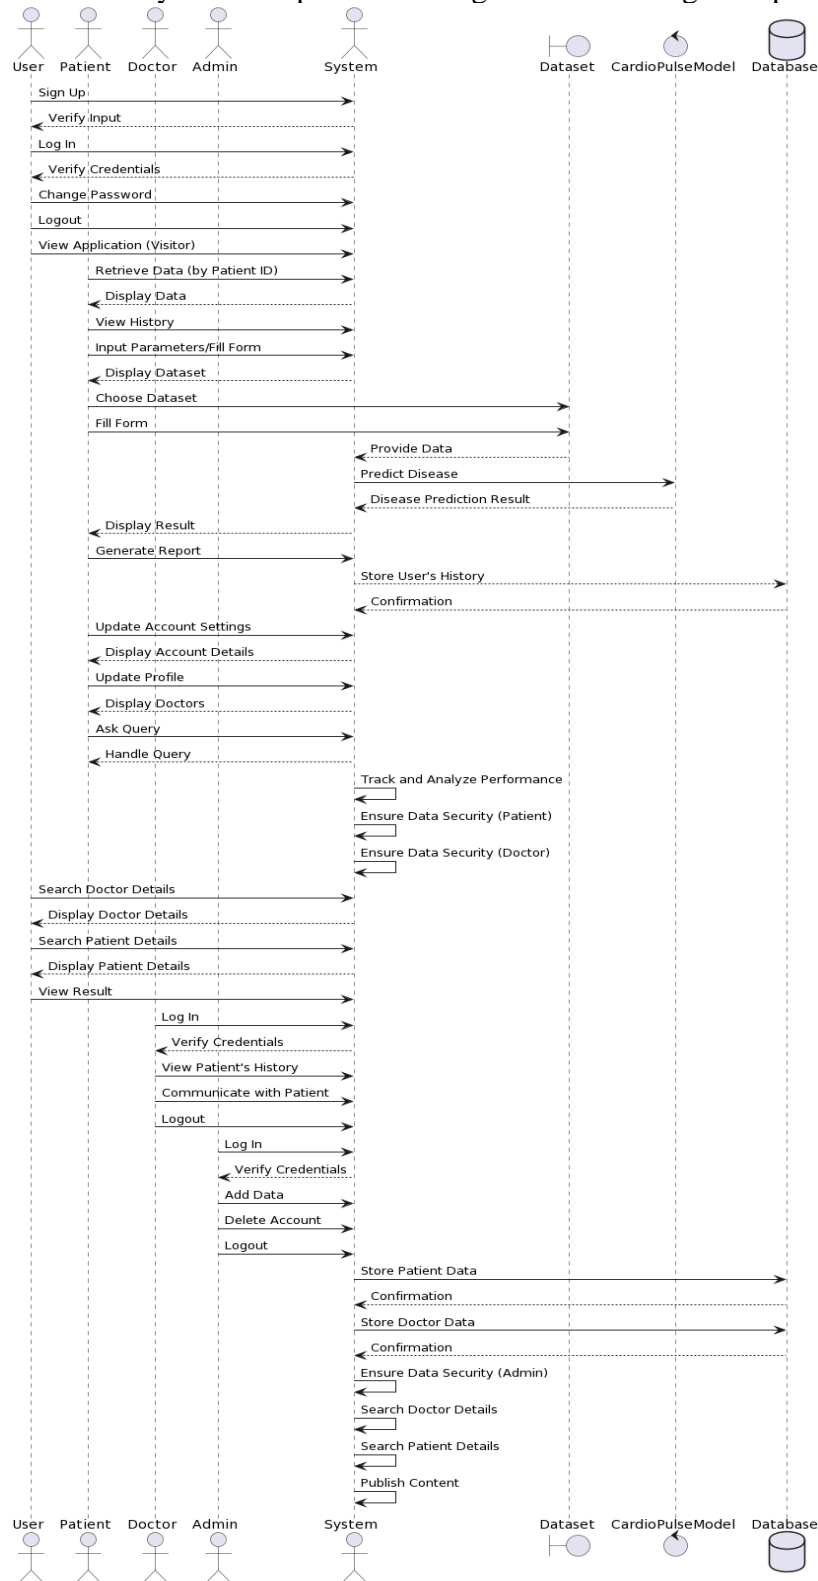 User Patient Doctor Admin System Dataset CardioPulseModel Database
Sign Up
Verify Input
Log In
Verify Credentials
Change Password
Logout
View Application (Visitor)
Retrieve Data (by Patient ID)
Display Data
View History
Input Parameters/Fill Form
Display Dataset
Choose Dataset
Fill Form
Provide Data
Predict Disease
Disease Prediction Result
Display Result
Generate Report
Store User's History
Confirmation
Update Account Settings
Display Account Details
Update Profile
Display Doctors
Ask Query
Handle Query
Track and Analyze Performance
Ensure Data Security (Patient)
Ensure Data Security (Doctor)
Search Doctor Details
Display Doctor Details
Search Patient Details
Display Patient Details
View Result
Log In
Verify Credentials
View Patient's History
Communicate with Patient
Logout
Log In
Verify Credentials
Add Data
Delete Account
Logout
Store Patient Data
Confirmation
Store Doctor Data
Confirmation
Ensure Data Security (Admin)
Search Doctor Details
Search Patient Details
Publish Content
User Patient Doctor Admin System Dataset CardioPulseModel Database